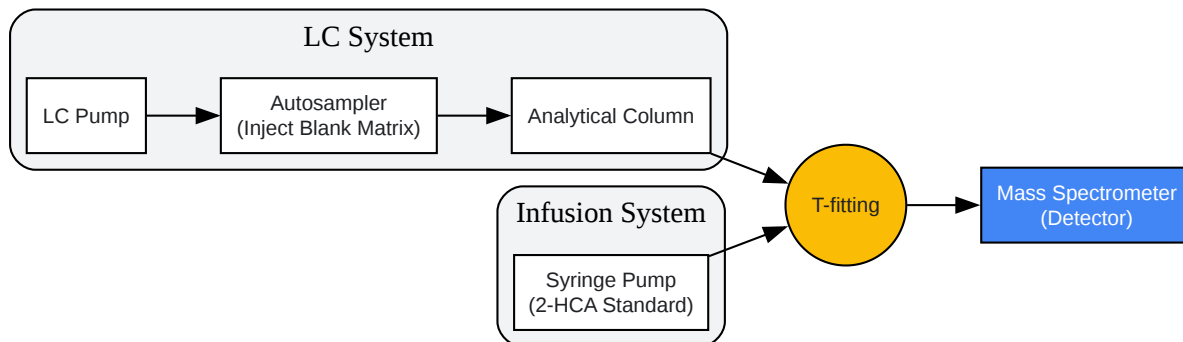 LC System
LC Pump
Autosampler
(Inject Blank Matrix)
Analytical Column
T-fitting
Mass Spectrometer
(Detector)
Infusion System
Syringe Pump
(2-HCA Standard)